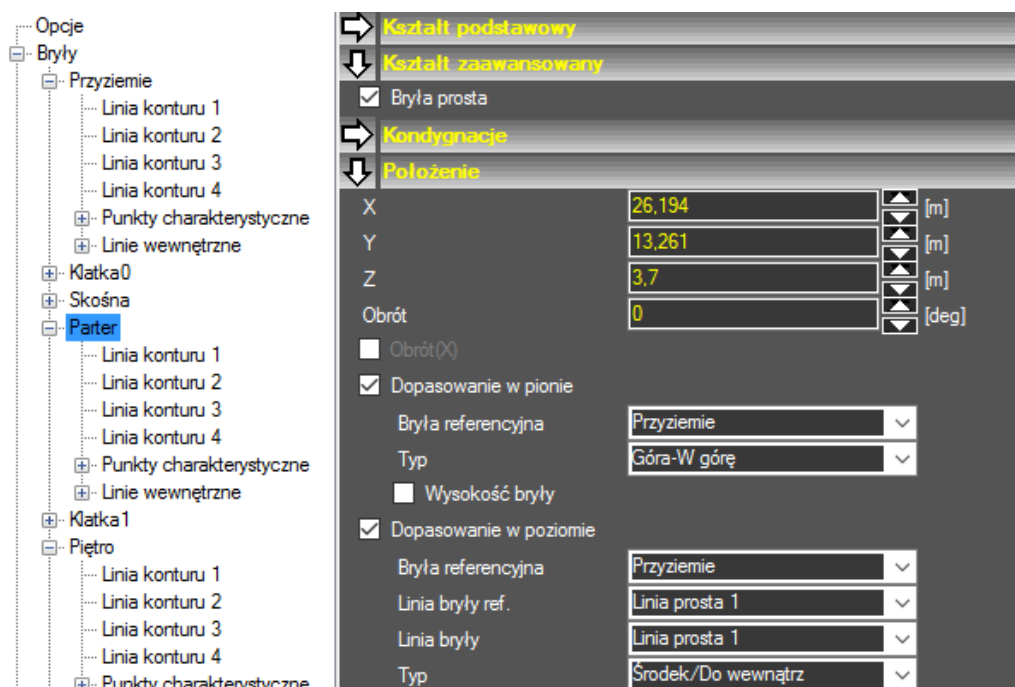 Opcje
Bryły
Przyziemie
Linia konturu 1
Linia konturu 2
Linia konturu 3
Linia konturu 4
Punkty charakterystyczne
Linie wewnętrzne
Klatka0
Skośna
Parter
Linia konturu 1
Linia konturu 2
Linia konturu 3
Linia konturu 4
Punkty charakterystyczne
Linie wewnętrzne
Klatka1
Piętro
Linia konturu 1
Linia konturu 2
Linia konturu 3
Linia konturu 4
Punkty charakterystyczne
Kształt podstawowy
Kształt zaawansowany
Bryła prosta
Kondygnacje
Położenie
X 26,194 [m]
Y 13,261 [m]
Z 3,7 [m]
Obrót 0 [deg]
Obrót(X)
Dopasowanie w pionie
Bryła referencyjna Przyziemie
Typ Góra-W górę
Wysokość bryły
Dopasowanie w poziomie
Bryła referencyjna Przyziemie
Linia bryły ref. Linia prosta 1
Linia bryły Linia prosta 1
Typ Środek/Do wewnątrz